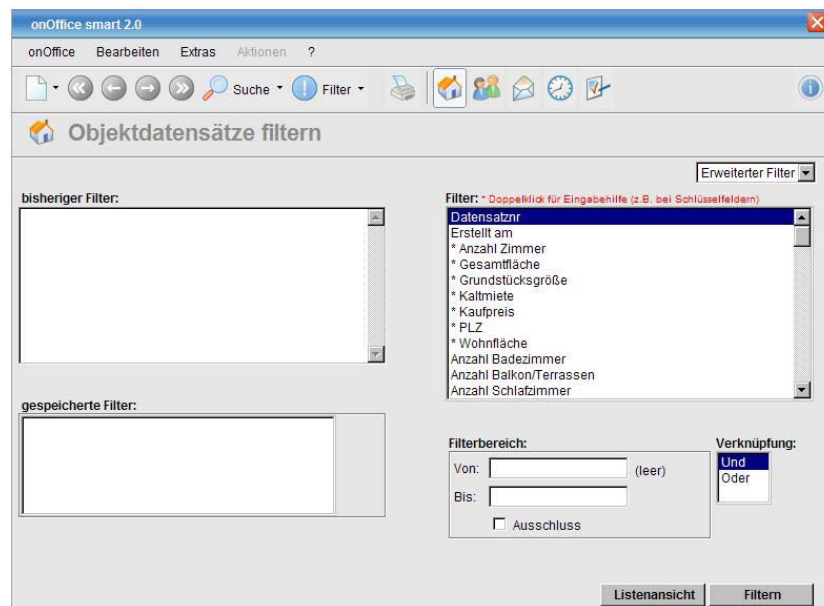 onOffice smart 2.0
onOffice Bearbeiten Extras Aktionen ?
Suche Filter
Objektdatensätze filtern
Erweiterter Filter
bisheriger Filter:
Filter: * Doppelklick für Eingabehilfe (z.B. bei Schlüsselfeldern)
Datensatznr
Erstellt am
* Anzahl Zimmer
* Gesamtfläche
* Grundstücksgröße
* Kaltmiete
* Kaufpreis
* PLZ
* Wohnfläche
Anzahl Badezimmer
Anzahl Balkon/Terrassen
Anzahl Schlafzimmer
gespeicherte Filter:
Filterbereich:
Von: (leer)
Bis:
Ausschluss
Verknüpfung:
Und
Oder
Listenansicht Filtern